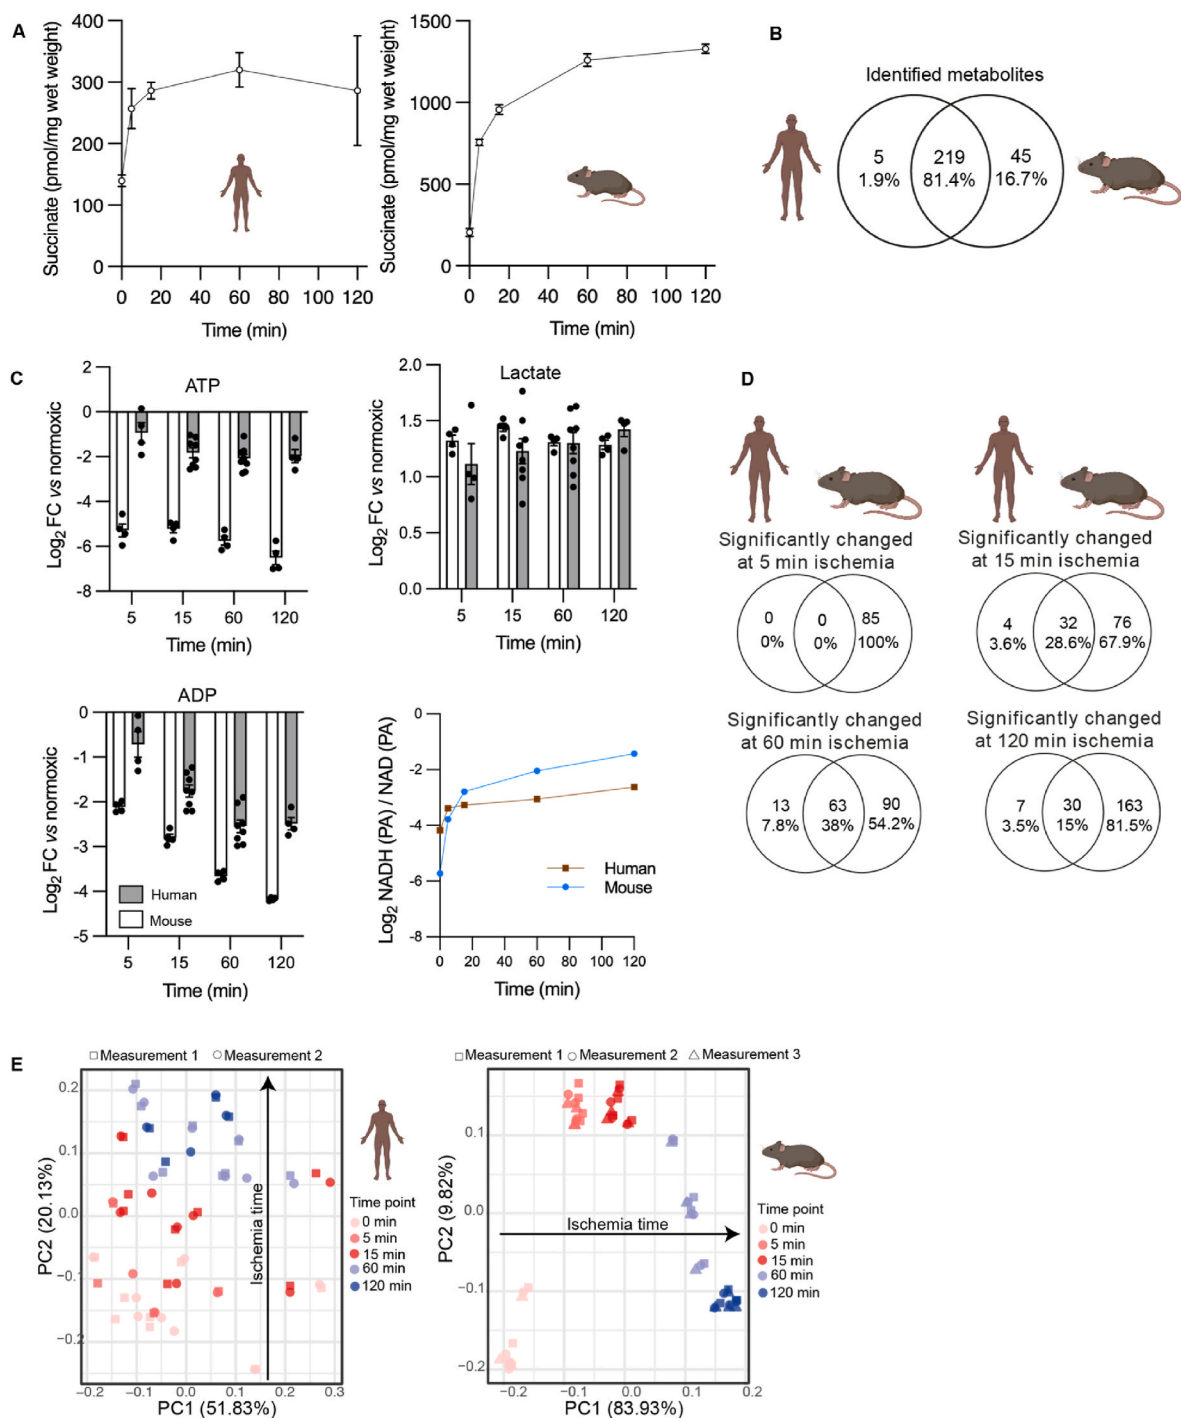 A
Succinate (pmol/mg wet weight)
400
300
200
100
0
0 20 40 60 80 100 120
Time (min)
Succinate (pmol/mg wet weight)
1500
1000
500
0
0 20 40 60 80 100 120
Time (min)
B
Identified metabolites
5 219 45
1.9% 81.4% 16.7%
C
ATP
Log2 FC vs normoxic
2
0
-2
-4
-6
-8
5 15 60 120
Time (min)
Lactate
Log2 FC vs normoxic
2.0
1.5
1.0
0.5
0.0
5 15 60 120
Time (min)
ADP
Log2 FC vs normoxic
0
-1
-2
-3
-4
-5
Human
Mouse
5 15 60 120
Time (min)
Log2 NADH (PA) / NAD (PA)
0
-2
-4
-6
-8
Human
Mouse
0 20 40 60 80 100 120
Time (min)
D
Significantly changed
at 5 min ischemia
0 0 85
0% 0% 100%
Significantly changed
at 15 min ischemia
4 32 76
3.6% 28.6% 67.9%
Significantly changed
at 60 min ischemia
13 63 90
7.8% 38% 54.2%
Significantly changed
at 120 min ischemia
7 30 163
3.5% 15% 81.5%
E
Measurement 1 Measurement 2
PC2 (20.13%)
0.2
0.1
0.0
−0.1
−0.2
Ischemia time
−0.2 −0.1 0.0 0.1 0.2 0.3
PC1 (51.83%)
Time point
0 min
5 min
15 min
60 min
120 min
Measurement 1 Measurement 2 Measurement 3
PC2 (9.82%)
0.1
0.0
−0.1
−0.2
Ischemia time
−0.2 −0.1 0.0 0.1 0.2
PC1 (83.93%)
Time point
0 min
5 min
15 min
60 min
120 min